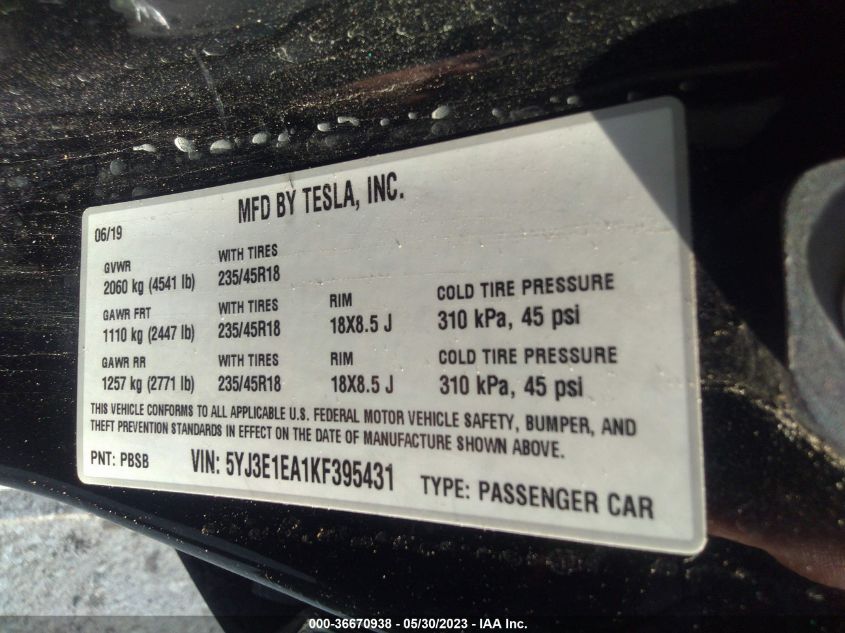 MFD BY TESLA, INC.
06/19
GVWR WITH TIRES
2060 kg (4541 lb) 235/45R18
GAWR FRT WITH TIRES RIM COLD TIRE PRESSURE
1110 kg (2447 lb) 235/45R18 18X8.5 J 310 kPa, 45 psi
GAWR RR WITH TIRES RIM COLD TIRE PRESSURE
1257 kg (2771 lb) 235/45R18 18X8.5 J 310 kPa, 45 psi
THIS VEHICLE CONFORMS TO ALL APPLICABLE U.S. FEDERAL MOTOR VEHICLE SAFETY, BUMPER, AND
THEFT PREVENTION STANDARDS IN EFFECT ON THE DATE OF MANUFACTURE SHOWN ABOVE.
PNT: PBSB VIN: 5YJ3E1EA1KF395431 TYPE: PASSENGER CAR
000-36670938 - 05/30/2023 - IAA Inc.